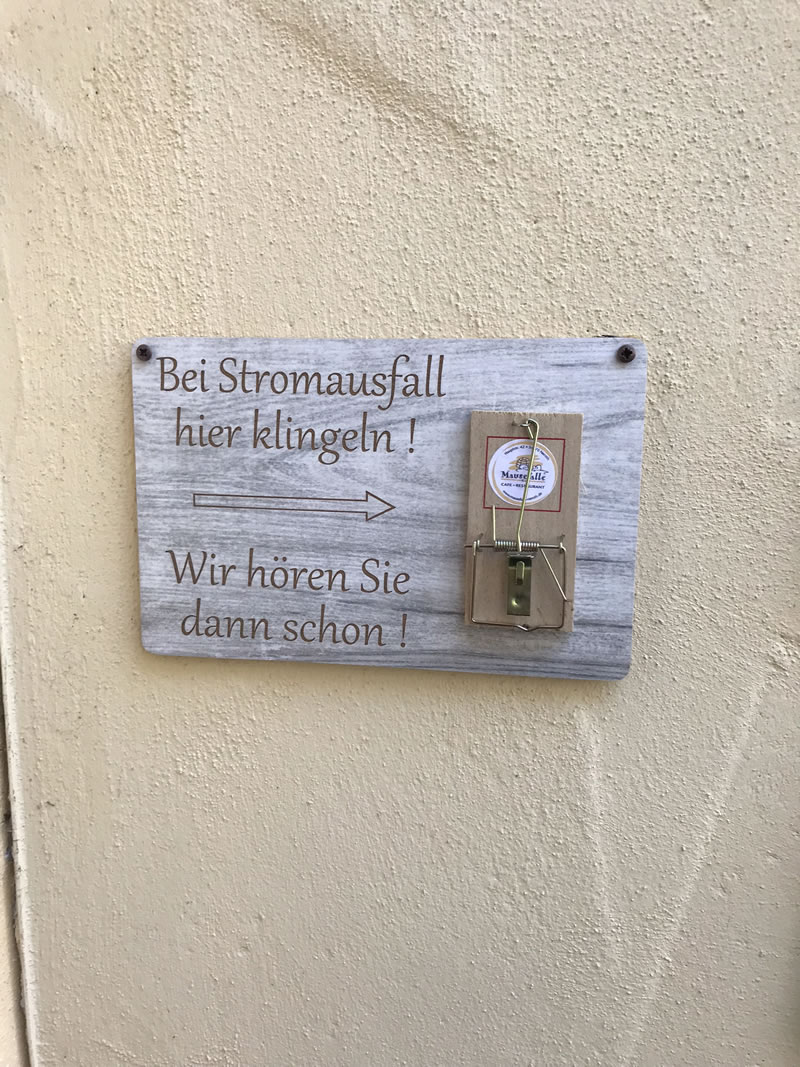 Bei Stromausfall
hier klingeln !
Wir hören Sie
dann schon !
Mausefalle
CAFE • RESTAURANT